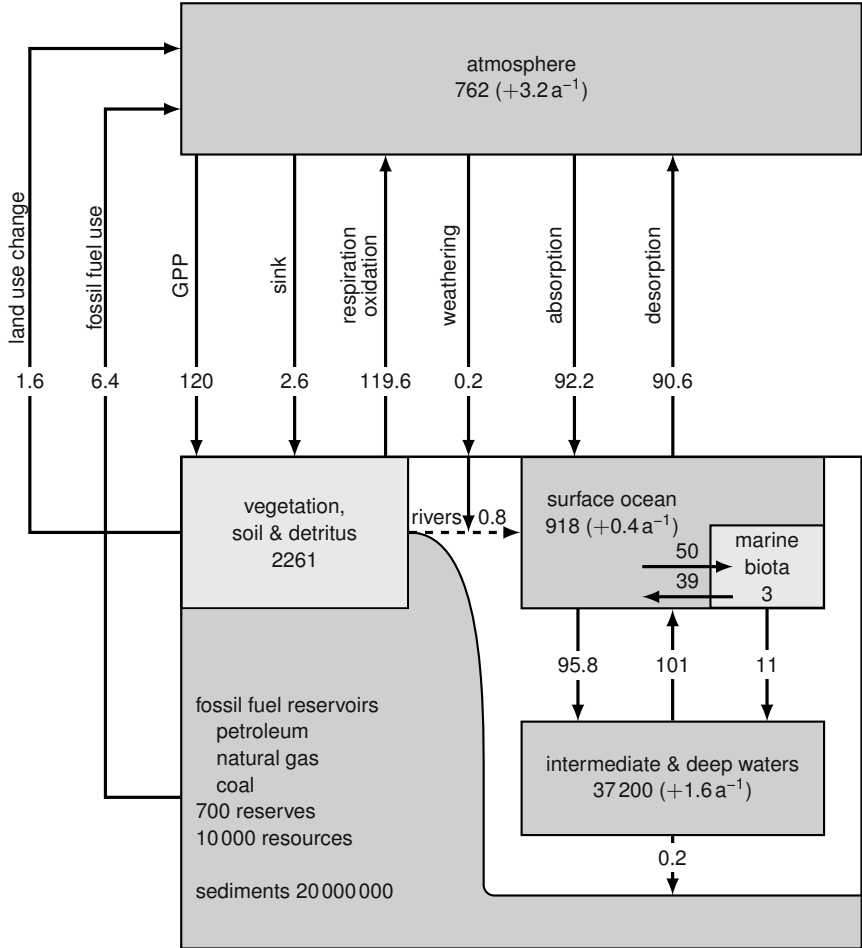 atmosphere
762 (+3.2 a⁻¹)
land use change
fossil fuel use
GPP
sink
respiration
oxidation
weathering
absorption
desorption
1.6
6.4
120
2.6
119.6
0.2
92.2
90.6
vegetation,
soil & detritus
2261
rivers 0.8
surface ocean
918 (+0.4 a⁻¹)
50
39
marine
biota
3
95.8
101
11
fossil fuel reservoirs
petroleum
natural gas
coal
700 reserves
10 000 resources
sediments 20 000 000
intermediate & deep waters
37 200 (+1.6 a⁻¹)
0.2